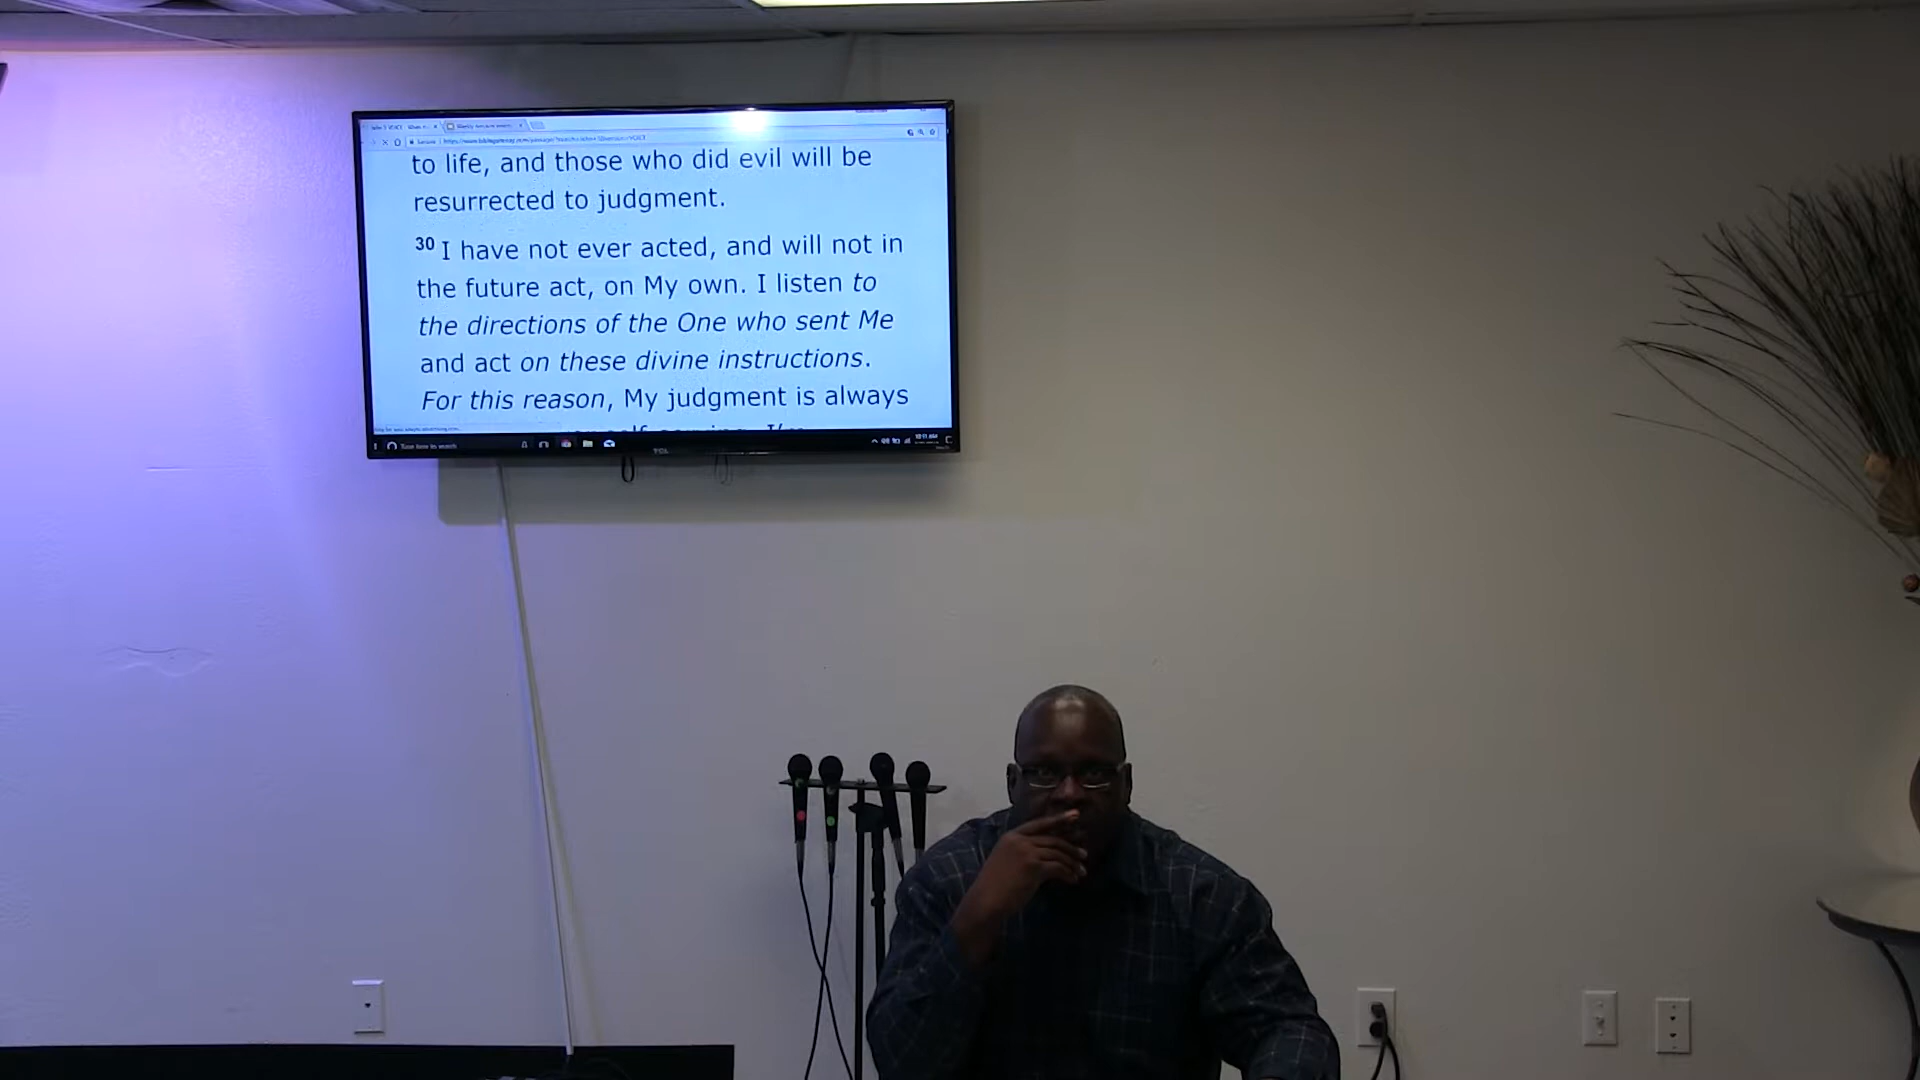 to life, and those who did evil will be
resurrected to judgment.
30 I have not ever acted, and will not in
the future act, on My own. I listen to
the directions of the One who sent Me
and act on these divine instructions.
For this reason, My judgment is always
TCL